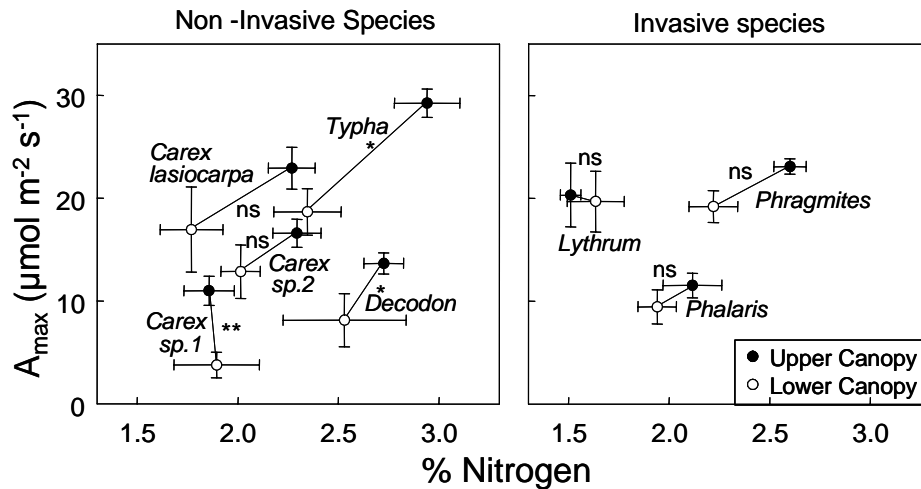 Non -Invasive Species
Invasive species
A_max (µmol m-2 s-1)
30
20
10
0
Carex
lasiocarpa
ns
Typha
*
ns
Carex
sp.2
Carex
sp.1
**
*
Decodon
1.5
2.0
2.5
3.0
ns
Lythrum
ns
Phragmites
ns
Phalaris
Upper Canopy
Lower Canopy
1.5
2.0
2.5
3.0
% Nitrogen